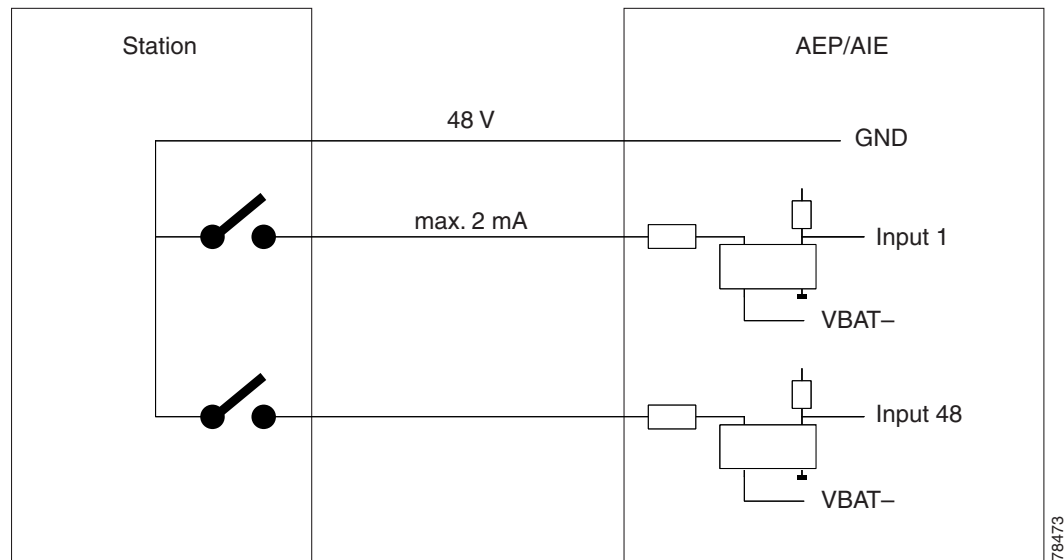 Station
AEP/AIE
48 V
GND
max. 2 mA
Input 1
VBAT–
Input 48
VBAT–
78473